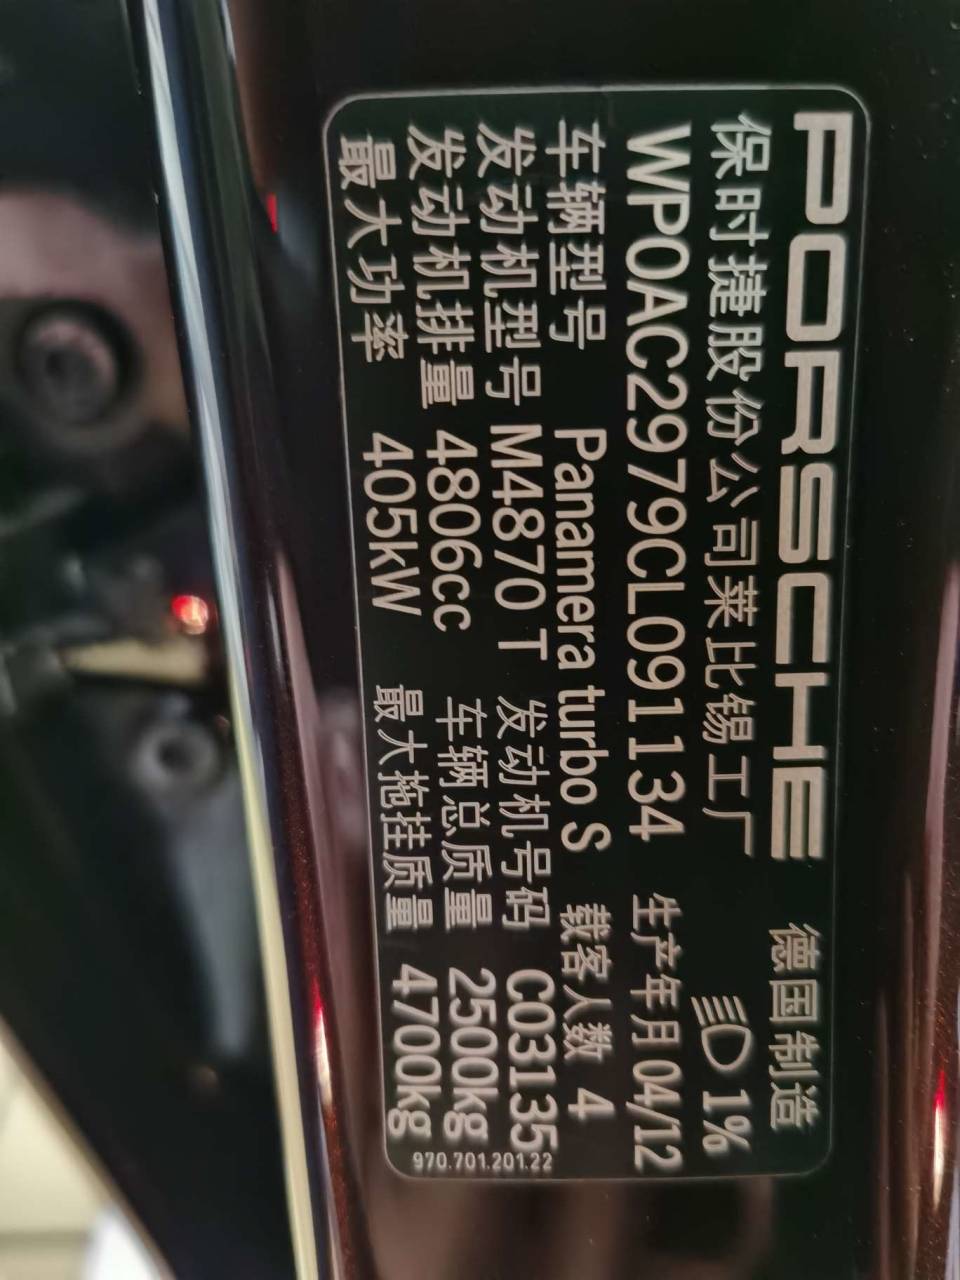 PORSCHE 德国制造
保时捷股份公司莱比锡工厂 1%
WP0AC2979CL091134 生产年月 04/12
车辆型号 Panamera turbo S 载客人数 4
发动机型号 M4870 T 发动机号码 C03135
发动机排量 4806cc 车辆总质量 2500kg
最大功率 405kW 最大拖挂质量 4700kg
970.701.201.22